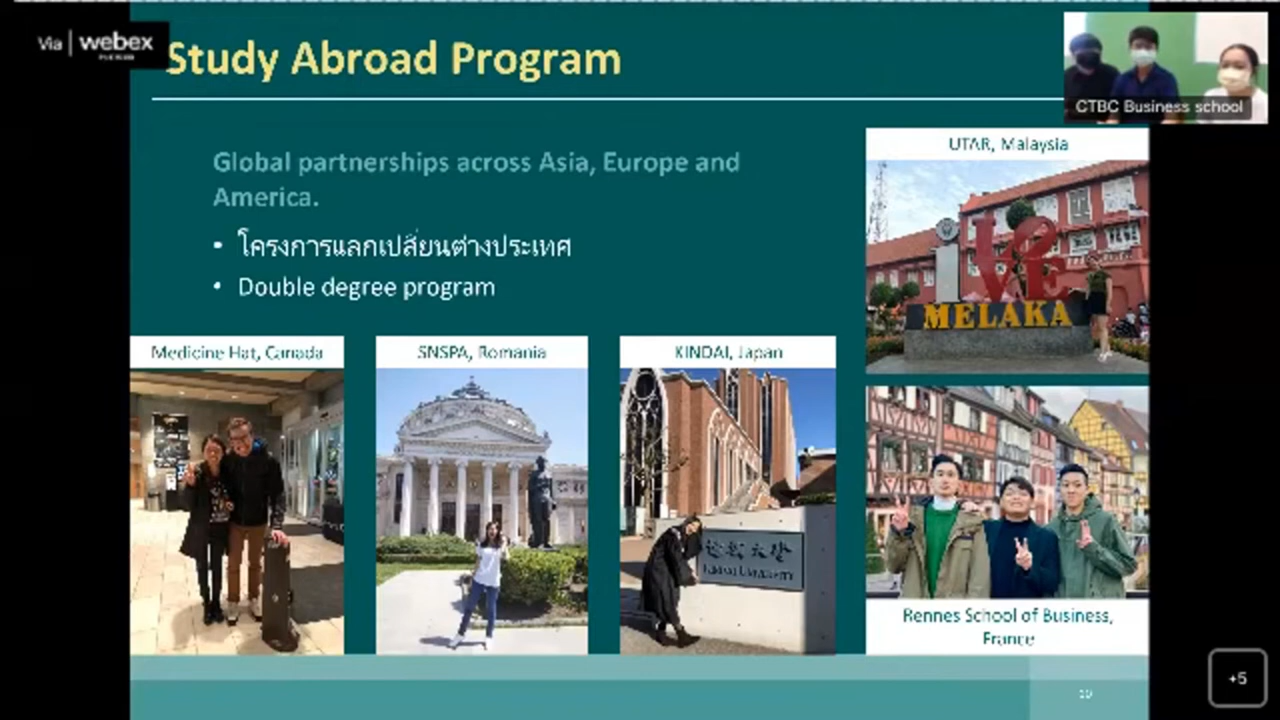 Via | webex
Study Abroad Program
CTBC Business school
Global partnerships across Asia, Europe and
America.
• โครงการแลกเปลี่ยนต่างประเทศ
• Double degree program
UTAR, Malaysia
LOVE
MELAKA
Medicine Hat, Canada
SNSPA, Romania
KINDAI, Japan
KINDAI UNIVERSITY
Rennes School of Business,
France
+5